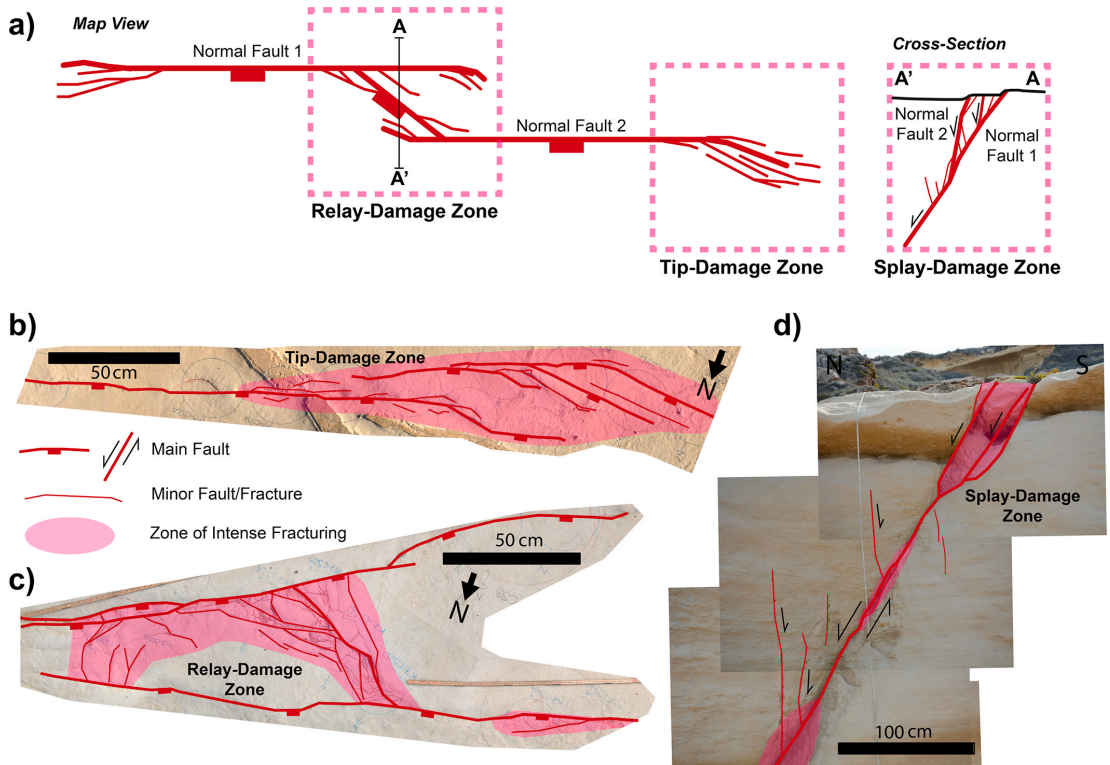 a)
Map View
Normal Fault 1
A
Normal Fault 2
A'
Relay-Damage Zone
Tip-Damage Zone
Cross-Section
A'
A
Normal
Fault 2
Normal
Fault 1
Splay-Damage Zone
b)
50 cm
Tip-Damage Zone
N
Main Fault
Minor Fault/Fracture
Zone of Intense Fracturing
c)
50 cm
N
Relay-Damage
Zone
d)
N
S
Splay-Damage
Zone
100 cm